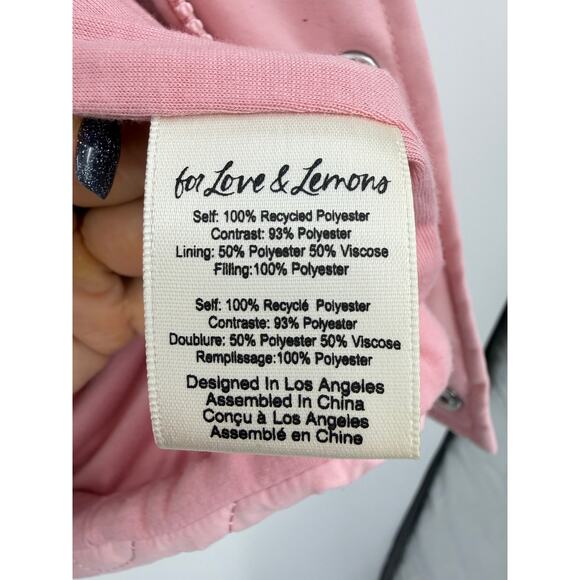 for Love & Lemons
Self: 100% Recycled Polyester
Contrast: 93% Polyester
Lining: 50% Polyester 50% Viscose
Filling:100% Polyester
Self: 100% Recyclé Polyester
Contraste: 93% Polyester
Doublure: 50% Polyester 50% Viscose
Remplissage:100% Polyester
Designed In Los Angeles
Assembled In China
Conçu à Los Angeles
Assemblé en Chine